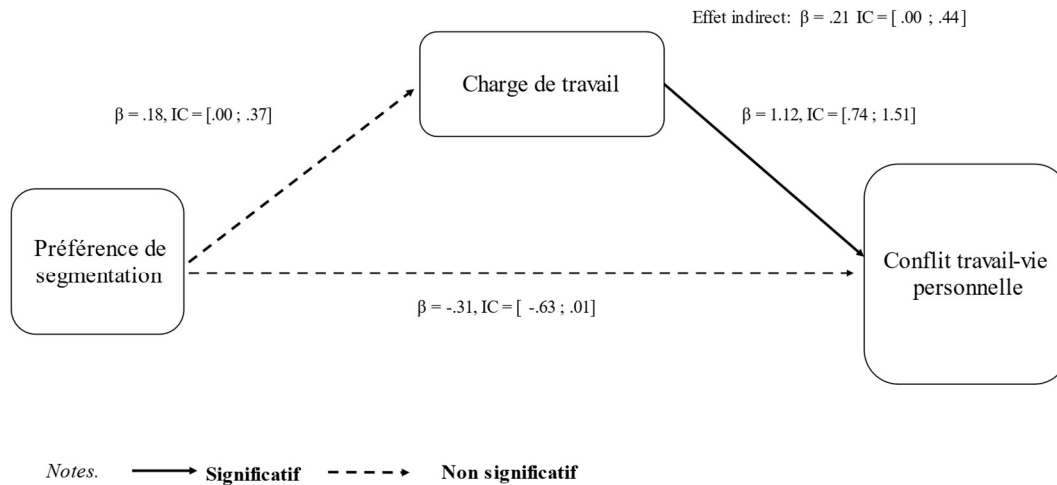 Effet indirect: β = .21 IC = [ .00 ; .44]
Charge de travail
β = .18, IC = [.00 ; .37]
β = 1.12, IC = [.74 ; 1.51]
Préférence de
segmentation
Conflit travail-vie
personnelle
β = -.31, IC = [ -.63 ; .01]
Notes. Significatif Non significatif